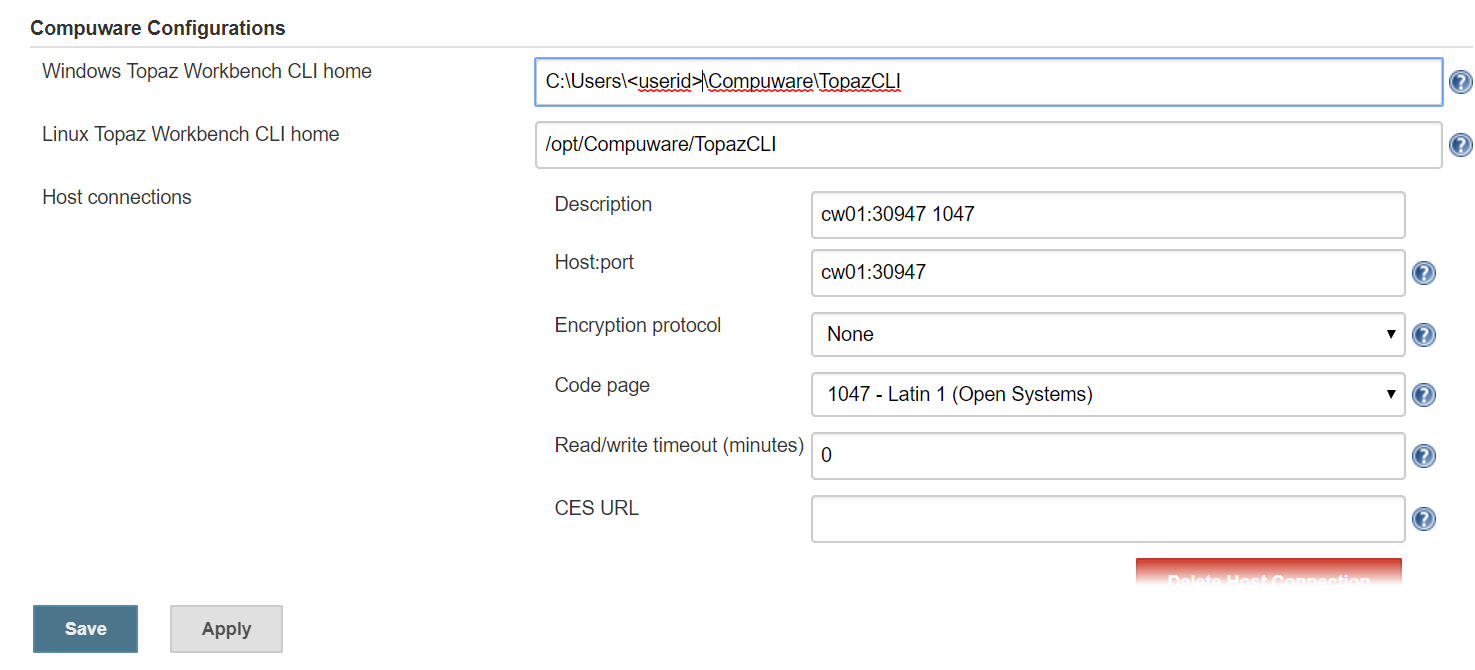 Compuware Configurations
Windows Topaz Workbench CLI home
C:\Users\<userid>\Compuware\TopazCLI
Linux Topaz Workbench CLI home
/opt/Compuware/TopazCLI
Host connections
Description
cw01:30947 1047
Host:port
cw01:30947
Encryption protocol
None
Code page
1047 - Latin 1 (Open Systems)
Read/write timeout (minutes)
0
CES URL
Delete Host Connection
Save
Apply